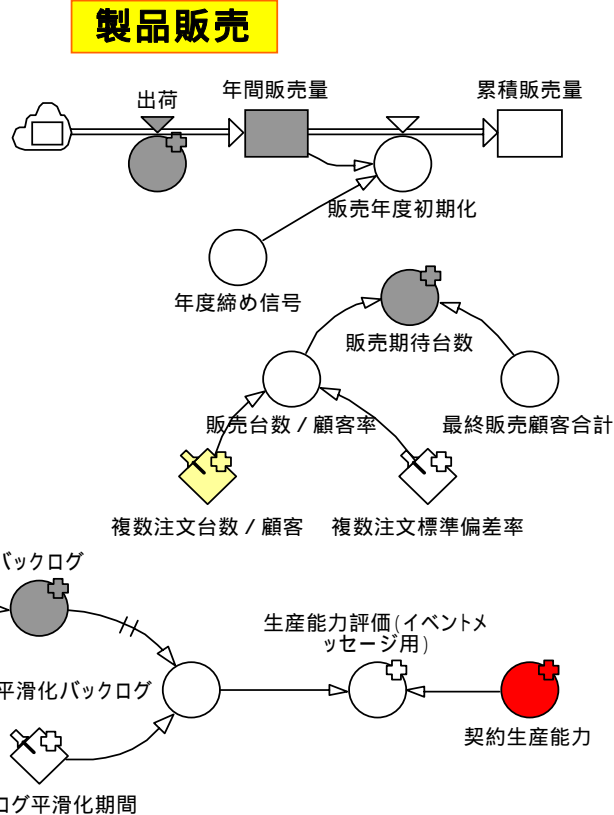 製品販売
出荷
年間販売量
累積販売量
販売年度初期化
年度締め信号
販売期待台数
販売台数／顧客率
最終販売顧客合計
複数注文台数／顧客
複数注文標準偏差率
バックログ
生産能力評価(イベントメ
ッセージ用)
平滑化バックログ
契約生産能力
ログ平滑化期間